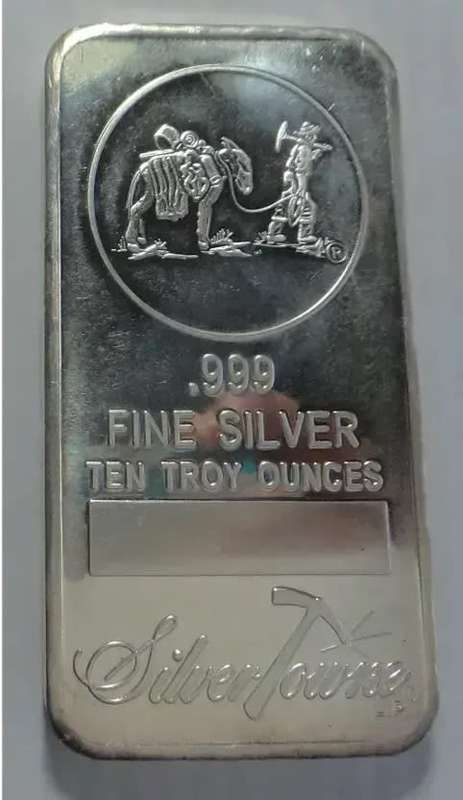 .999
FINE SILVER
TEN TROY OUNCES
SilverTowne